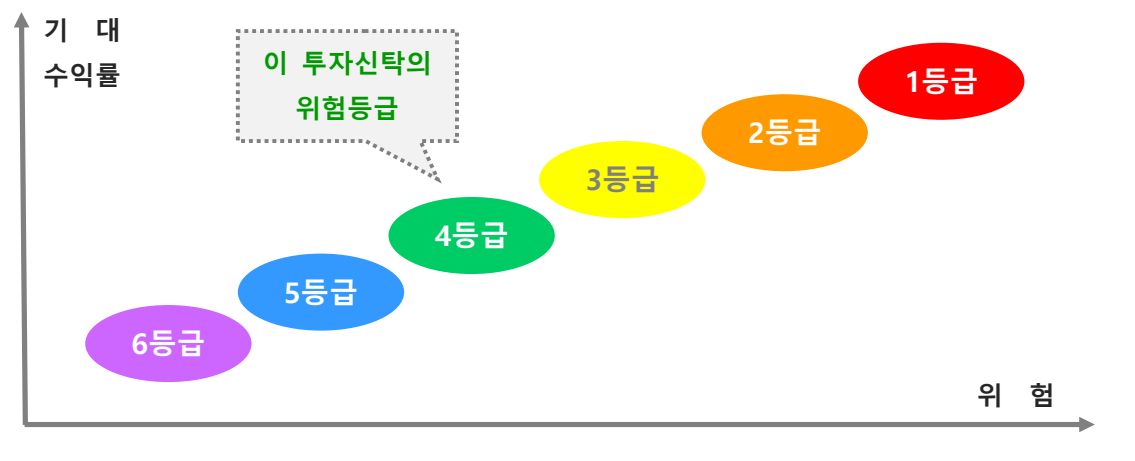 기 대
수익률
이 투자신탁의
위험등급
1등급
2등급
3등급
4등급
5등급
6등급
위 험